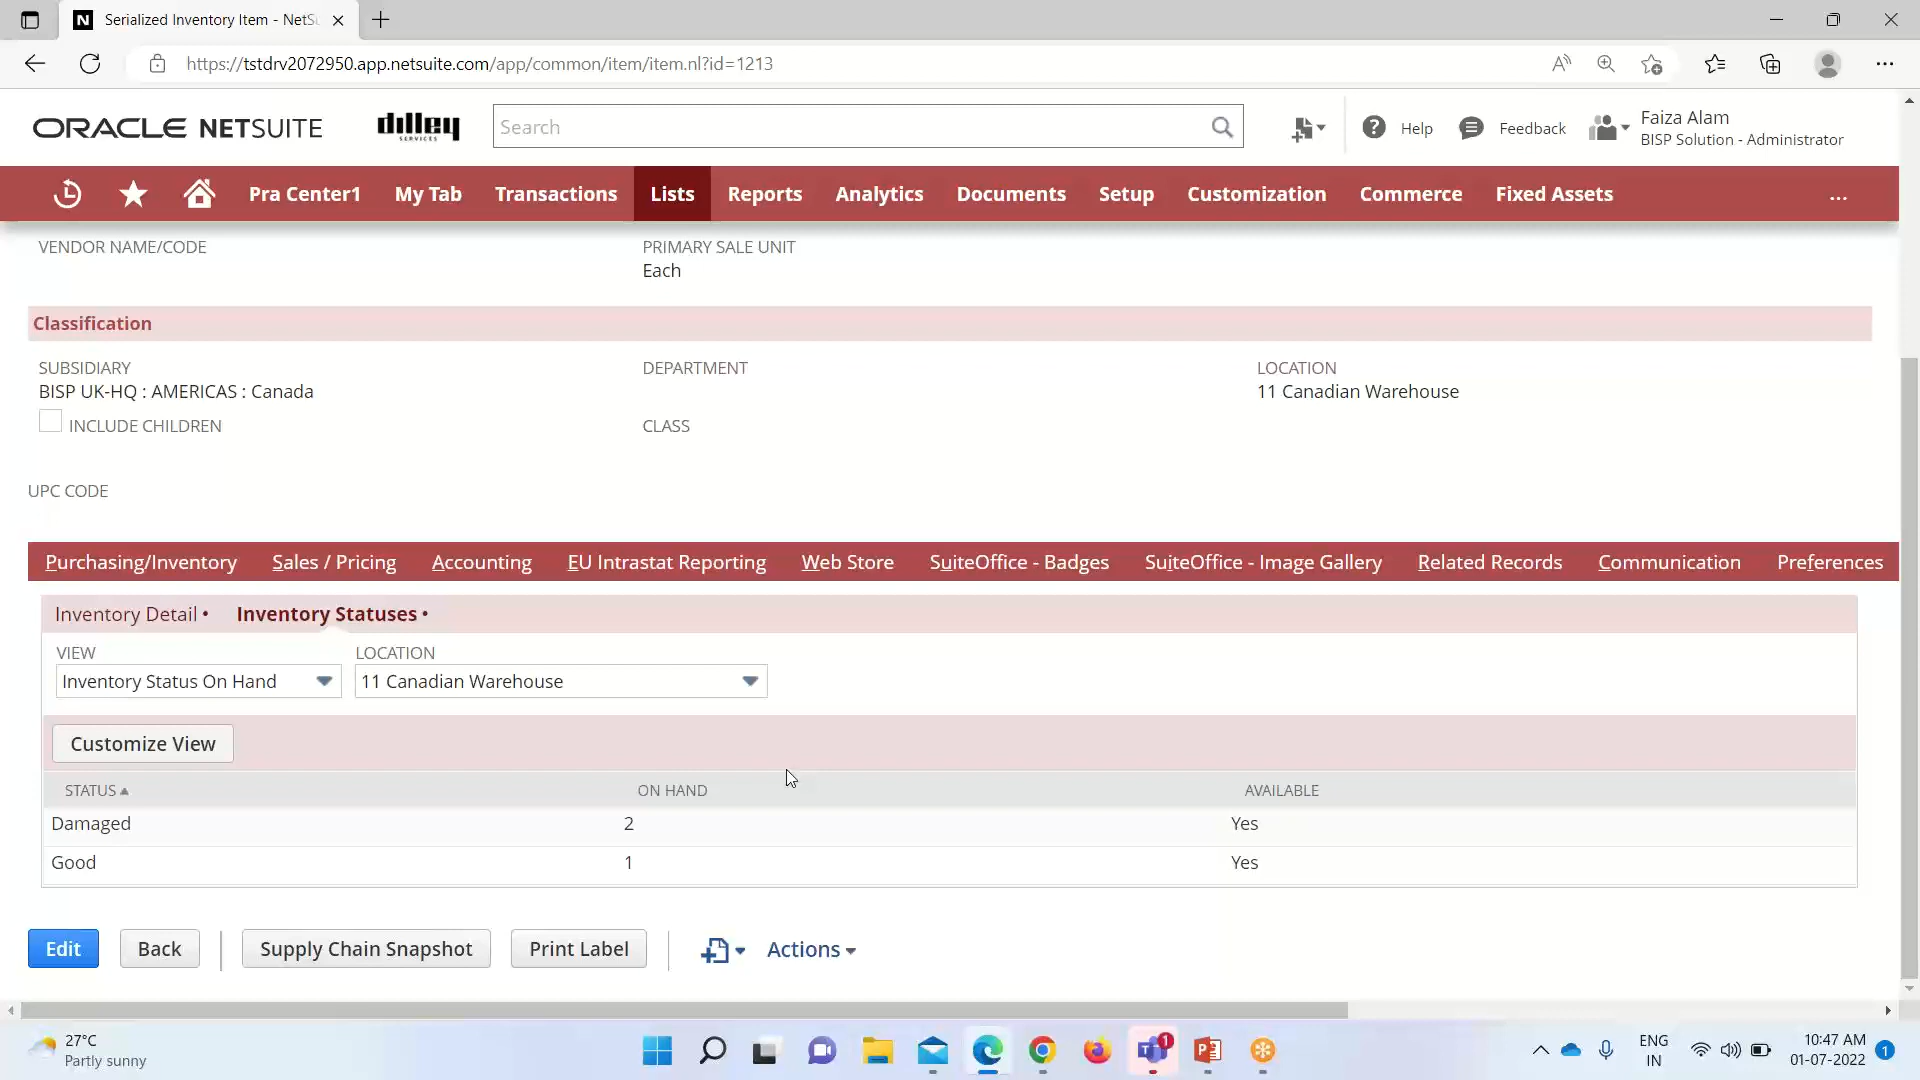 Serialized Inventory Item - NetS
https://tstdrv2072950.app.netsuite.com/app/common/item/item.nl?id=1213
ORACLE NETSUITE
dilley
SERVICES
Search
Help
Feedback
Faiza Alam
BISP Solution - Administrator
Pra Center1 My Tab Transactions Lists Reports Analytics Documents Setup Customization Commerce Fixed Assets ...
VENDOR NAME/CODE
PRIMARY SALE UNIT
Each
Classification
SUBSIDIARY
BISP UK-HQ : AMERICAS : Canada
INCLUDE CHILDREN
DEPARTMENT
CLASS
LOCATION
11 Canadian Warehouse
UPC CODE
Purchasing/Inventory Sales / Pricing Accounting EU Intrastat Reporting Web Store SuiteOffice - Badges SuiteOffice - Image Gallery Related Records Communication Preferences
Inventory Detail • Inventory Statuses •
VIEW
Inventory Status On Hand
LOCATION
11 Canadian Warehouse
Customize View
STATUS ON HAND AVAILABLE
Damaged 2 Yes
Good 1 Yes
Edit Back Supply Chain Snapshot Print Label Actions
27°C
Partly sunny
1
ENG
IN
10:47 AM
01-07-2022
1